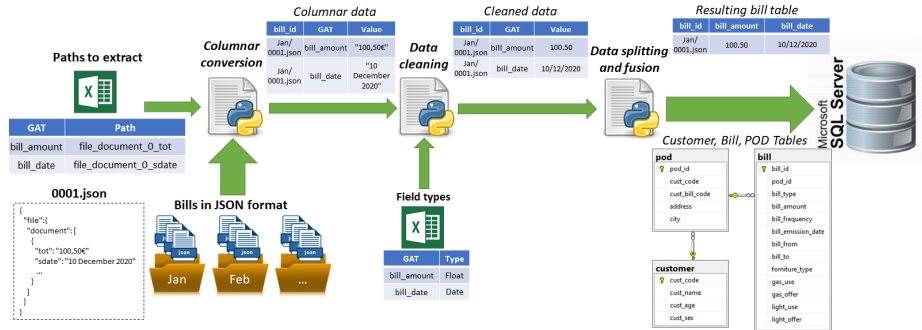 Columnar data
bill_id GAT Value
Jan/
0001.json bill_amount "100,50€"
Jan/
0001.json bill_date "10
December
2020"
Cleaned data
bill_id GAT Value
Jan/
0001.json bill_amount 100.50
Jan/
0001.json bill_date 10/12/2020
Resulting bill table
bill_id bill_amount bill_date
Jan/
0001.json 100.50 10/12/2020
Paths to extract
Columnar
conversion
Data
cleaning
Data splitting
and fusion
Microsoft
SQL Server
GAT Path
bill_amount file_document_0_tot
bill_date file_document_0_sdate
0001.json
{
"file":{
"document": [
{
"tot": "100,50€"
"sdate": "10 December 2020"
...
}
]
}
}
Bills in JSON format
json json json
Jan Feb ...
Field types
GAT Type
bill_amount Float
bill_date Date
Customer, Bill, POD Tables
pod
pod_id
cust_code
cust_bill_code
address
city
customer
cust_code
cust_name
cust_age
cust_sex
bill
bill_id
pod_id
bill_type
bill_amount
bill_frequency
bill_emission_date
bill_from
bill_to
forniture_type
gas_use
gas_offer
light_use
light_offer